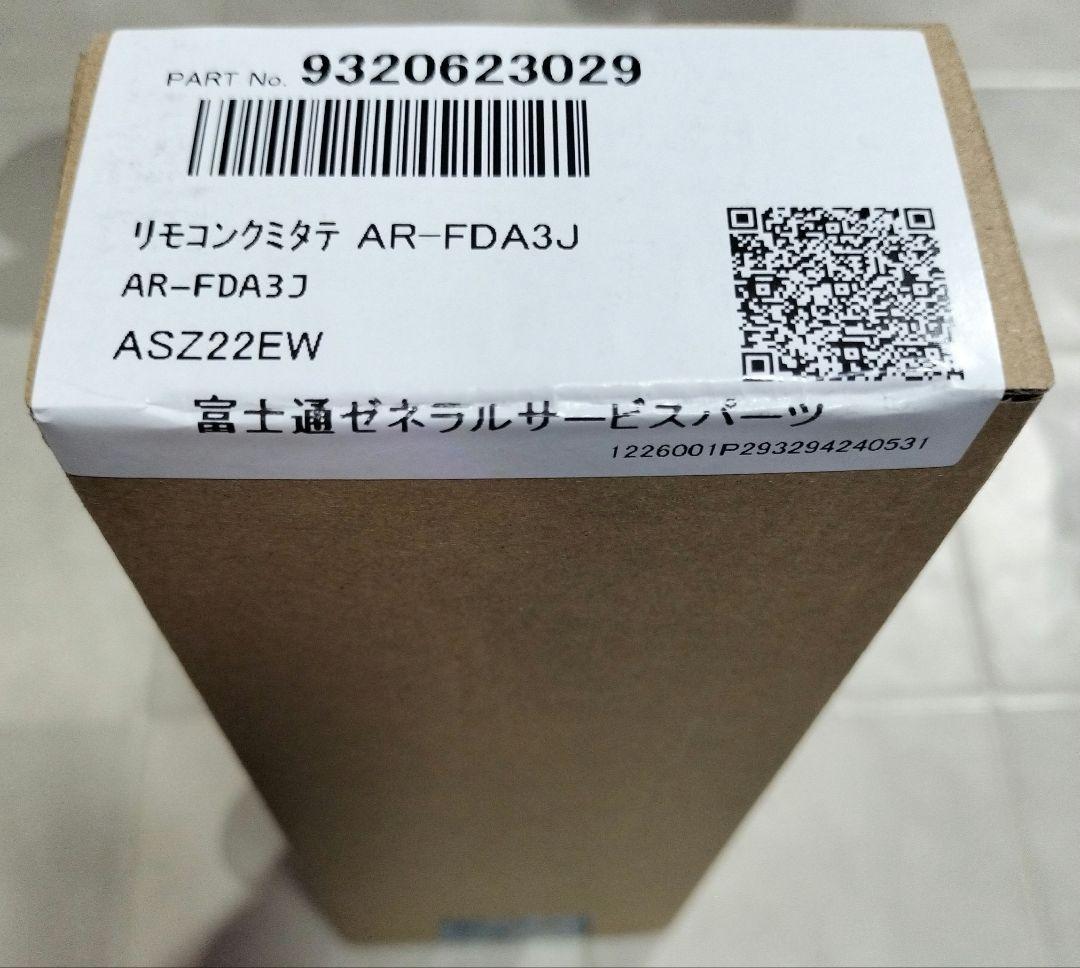 PART No. 9320623029
リモコンクミタテ AR-FDA3J
AR-FDA3J
ASZ22EW
富士通ゼネラルサービスパーツ
1226001P293294240531